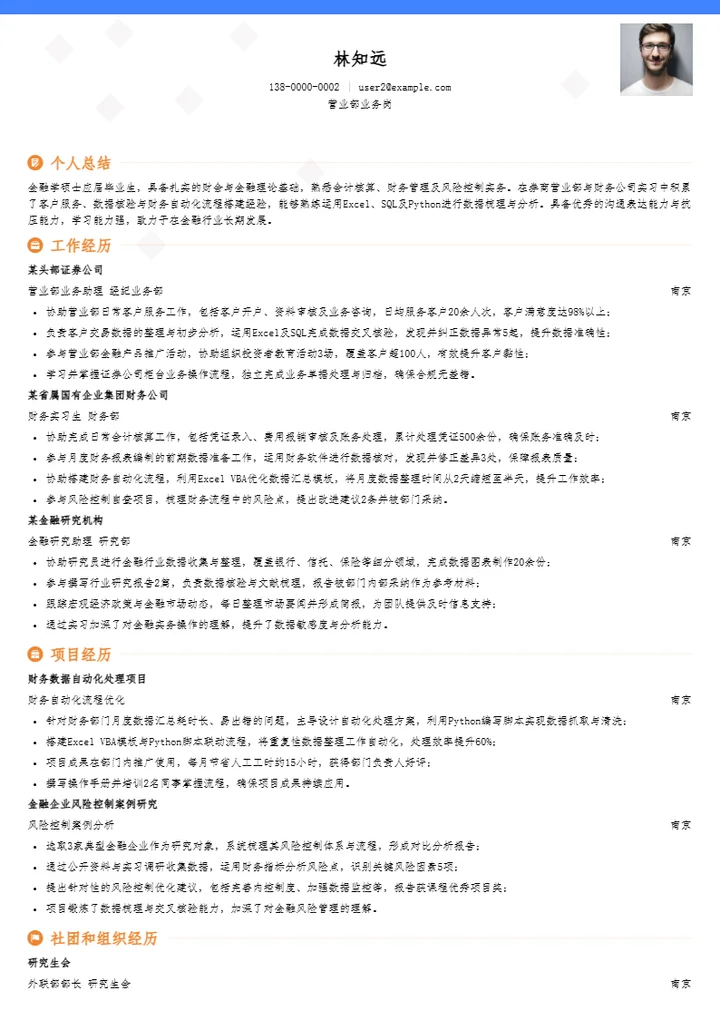 林知远
138-0000-0002 | user2@example.com
营业部业务岗
个人总结
金融学硕士应届毕业生，具备扎实的财会与金融理论基础，熟悉会计核算、财务管理及风险控制实务。在券商营业部与财务公司实习中积累
了客户服务、数据核验与财务自动化流程搭建经验，能够熟练运用Excel、SQL及Python进行数据梳理与分析。具备优秀的沟通表达能力与抗
压能力，学习能力强，致力于在金融行业长期发展。
工作经历
某头部证券公司
营业部业务助理 经纪业务部 南京
• 协助营业部日常客户服务工作，包括客户开户、资料审核及业务咨询，日均服务客户20余人次，客户满意度达98%以上；
• 负责客户交易数据的整理与初步分析，运用Excel及SQL完成数据交叉核验，发现并纠正数据异常5起，提升数据准确性；
• 参与营业部金融产品推广活动，协助组织投资者教育活动3场，覆盖客户超100人，有效提升客户黏性；
• 学习并掌握证券公司柜台业务操作流程，独立完成业务单据处理与归档，确保合规无差错。
某省属国有企业集团财务公司
财务实习生 财务部 南京
• 协助完成日常会计核算工作，包括凭证录入、费用报销审核及账务处理，累计处理凭证500余份，确保账务准确及时；
• 参与月度财务报表编制的前期数据准备工作，运用财务软件进行数据核对，发现并修正差异3处，保障报表质量；
• 协助搭建财务自动化流程，利用Excel VBA优化数据汇总模板，将月度数据整理时间从2天缩短至半天，提升工作效率；
• 参与风险控制自查项目，梳理财务流程中的风险点，提出改进建议2条并被部门采纳。
某金融研究机构
金融研究助理 研究部 南京
• 协助研究员进行金融行业数据收集与整理，覆盖银行、信托、保险等细分领域，完成数据图表制作20余份；
• 参与撰写行业研究报告2篇，负责数据核验与文献梳理，报告被部门内部采纳作为参考材料；
• 跟踪宏观经济政策与金融市场动态，每日整理市场要闻并形成简报，为团队提供及时信息支持；
• 通过实习加深了对金融实务操作的理解，提升了数据敏感度与分析能力。
项目经历
财务数据自动化处理项目
财务自动化流程优化 南京
• 针对财务部门月度数据汇总耗时长、易出错的问题，主导设计自动化处理方案，利用Python编写脚本实现数据抓取与清洗；
• 搭建Excel VBA模板与Python脚本联动流程，将重复性数据整理工作自动化，处理效率提升60%；
• 项目成果在部门内推广使用，每月节省人工工时约15小时，获得部门负责人好评；
• 撰写操作手册并培训2名同事掌握流程，确保项目成果持续应用。
金融企业风险控制案例研究
风险控制案例分析 南京
• 选取3家典型金融企业作为研究对象，系统梳理其风险控制体系与流程，形成对比分析报告；
• 通过公开资料与实习调研收集数据，运用财务指标分析风险点，识别关键风险因素5项；
• 提出针对性的风险控制优化建议，包括完善内控制度、加强数据监控等，报告获课程优秀项目奖；
• 项目锻炼了数据梳理与交叉核验能力，加深了对金融风险管理的理解。
社团和组织经历
研究生会
外联部部长 研究生会 南京